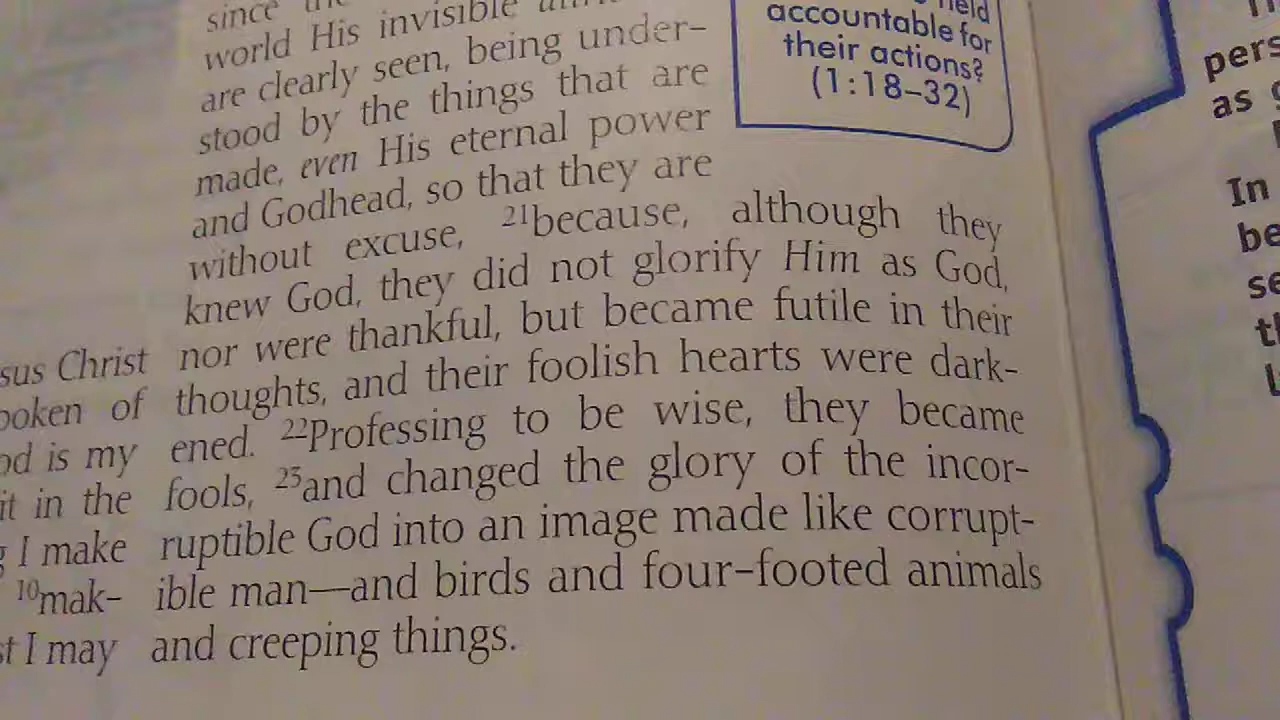 sus Christ
poken of
od is my
it in the
g I make
10mak-
st I may
since
world His invisible
are clearly seen, being under-
stood by the things that are
made, even His eternal power
and Godhead, so that they are
without excuse, 21because, although they
knew God, they did not glorify Him as God,
nor were thankful, but became futile in their
thoughts, and their foolish hearts were dark-
ened. 22Professing to be wise, they became
fools, 23and changed the glory of the incor-
ruptible God into an image made like corrupt-
ible man—and birds and four-footed animals
and creeping things.
held
accountable for
their actions?
(1:18–32)
pers
as
In
be
se
th